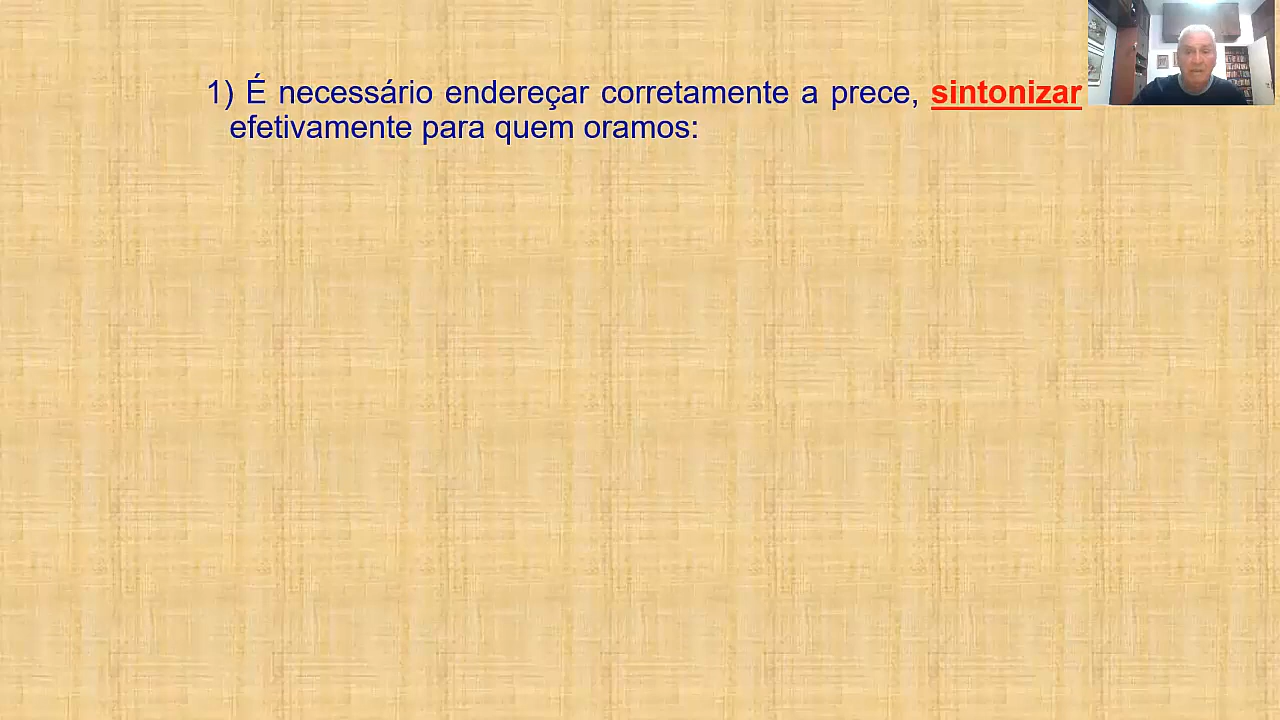 1) É necessário endereçar corretamente a prece, sintonizar
efetivamente para quem oramos: